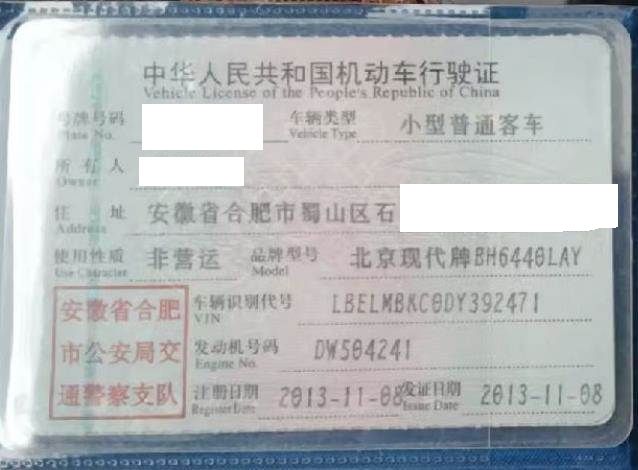 中华人民共和国机动车行驶证
Vehicle License of the People's Republic of China
号牌号码 车辆类型 小型普通客车
Plate No. Vehicle Type
所有人
Owner
住 址 安徽省合肥市蜀山区石
Address
使用性质 非营运 品牌型号 北京现代牌BH6440LAY
Use Character Model
安徽省合肥 车辆识别代号 LBELMBKC0DY392471
VIN
市公安局交 发动机号码 DW504241
Engine No.
通警察支队 注册日期 2013-11-08 发证日期 2013-11-08
Register Date Issue Date